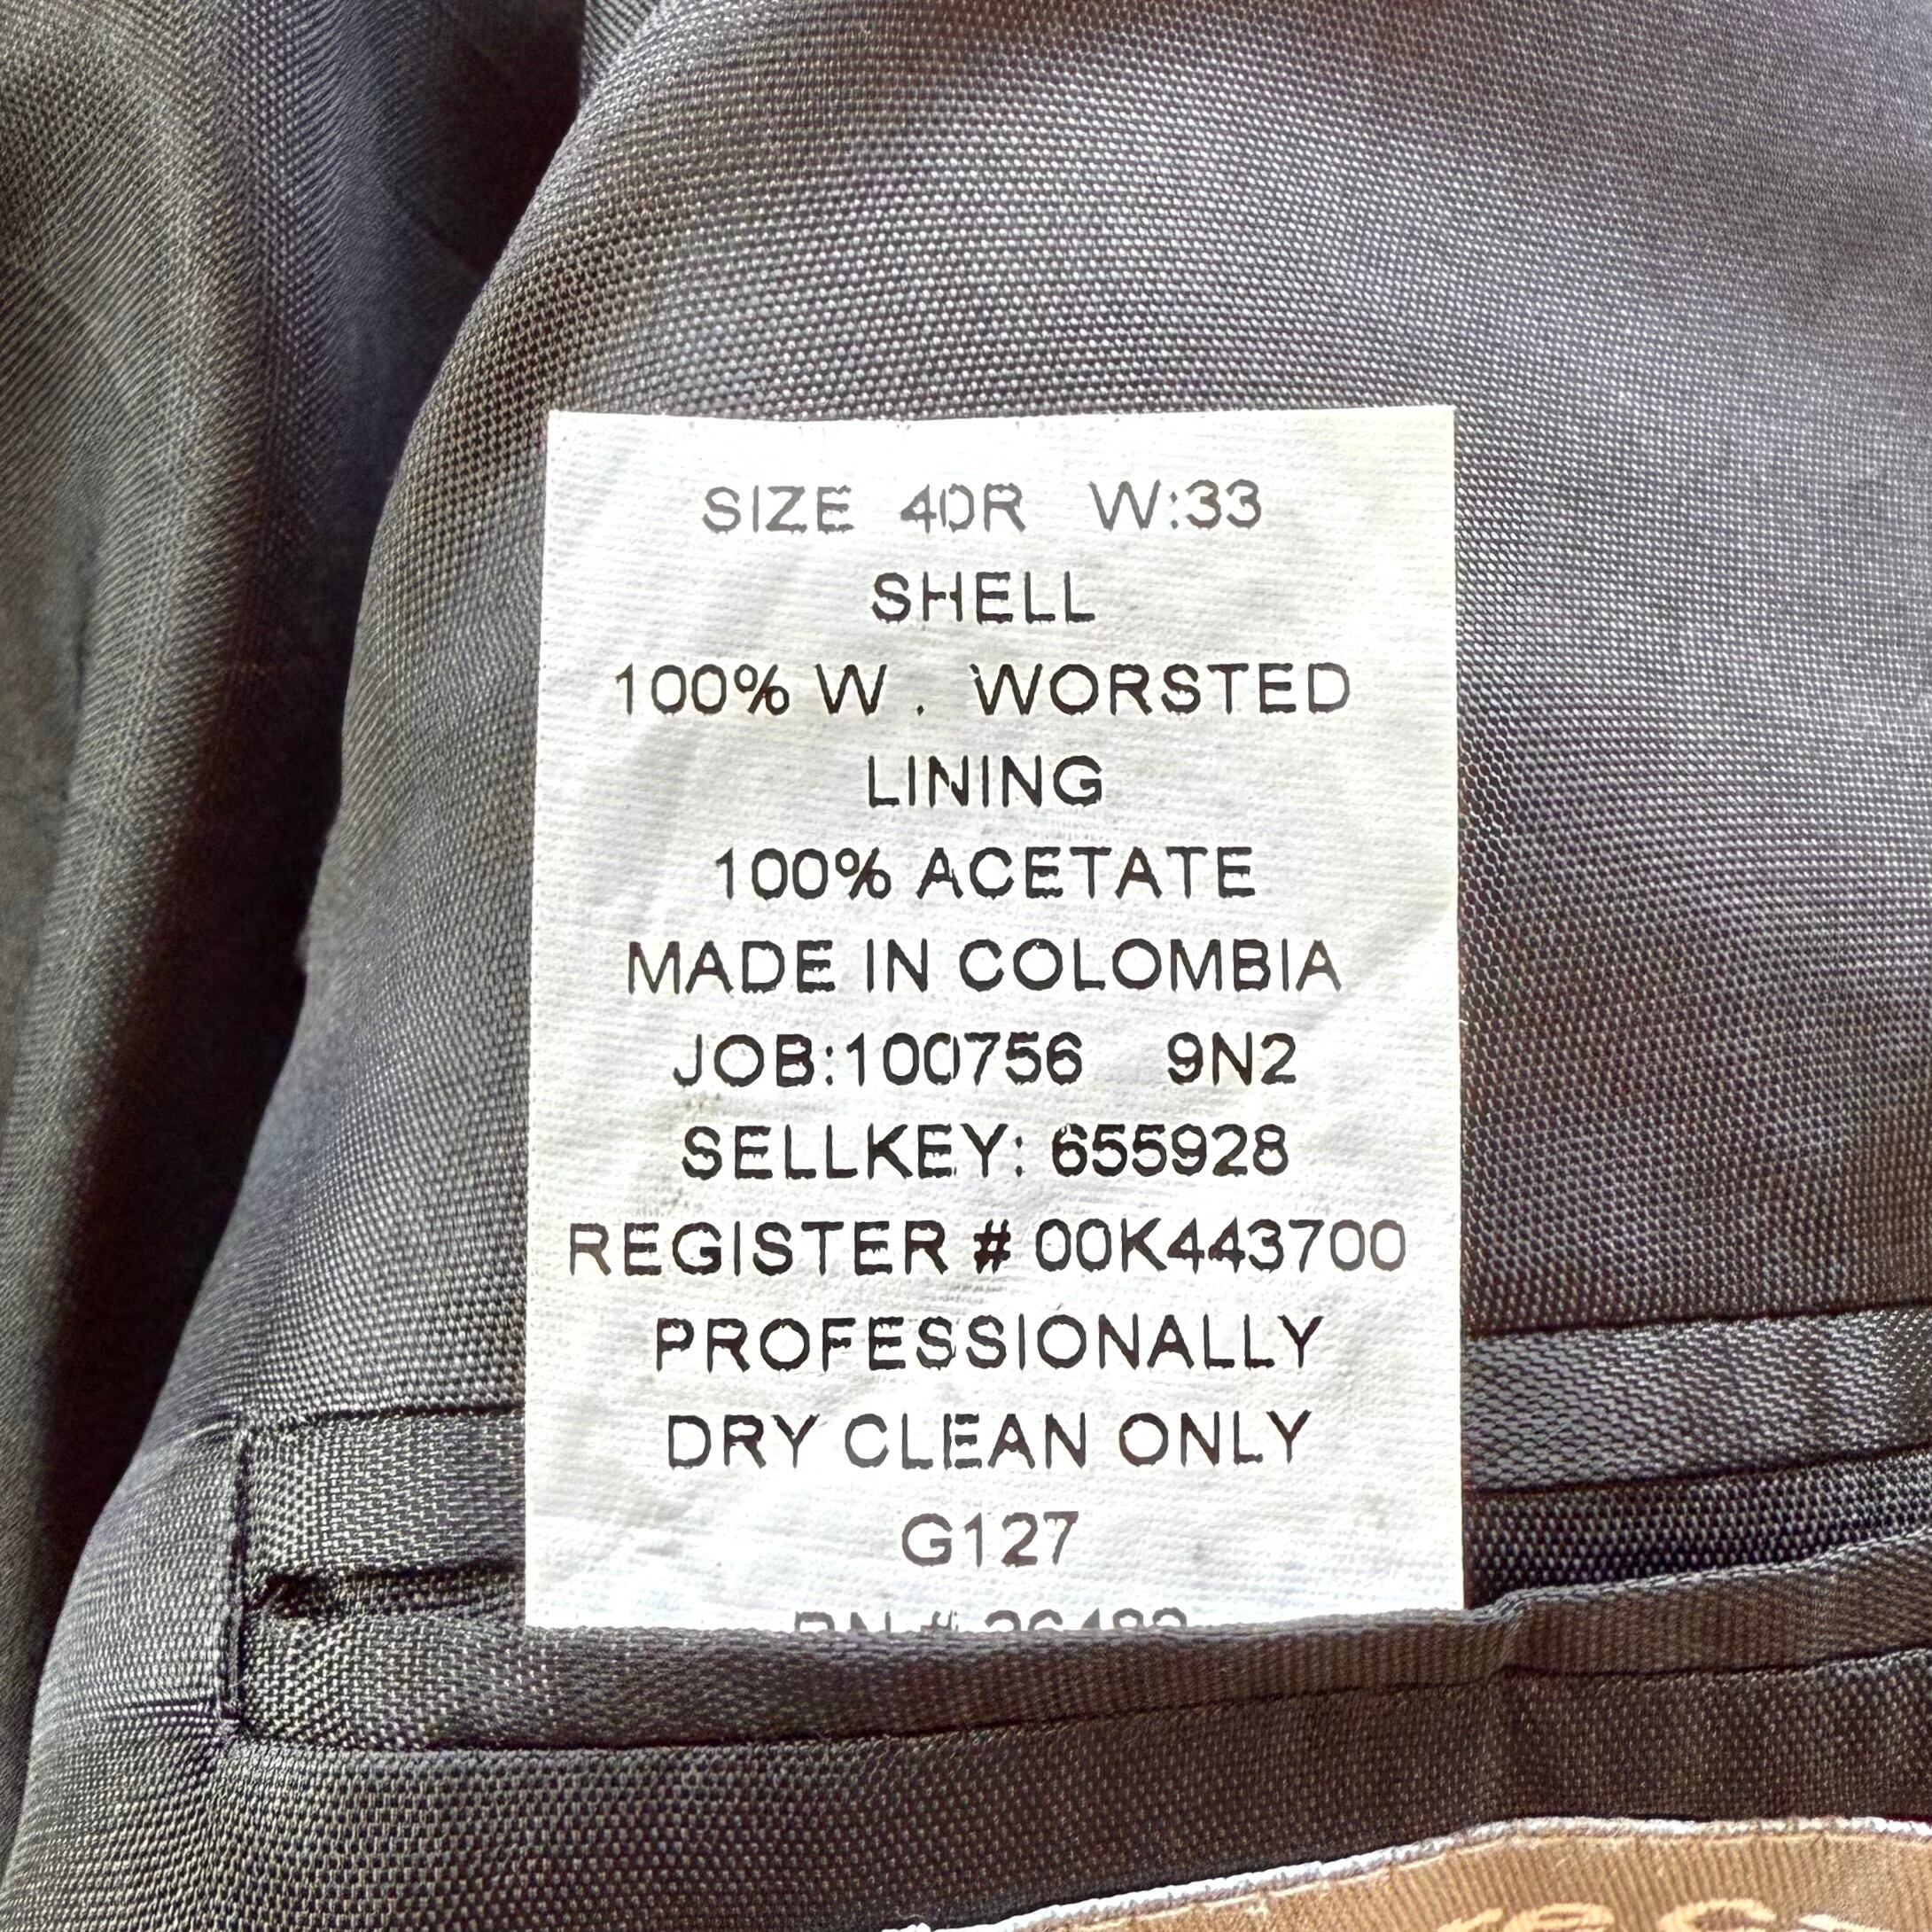 SIZE 40R W:33
SHELL
100% W . WORSTED
LINING
100% ACETATE
MADE IN COLOMBIA
JOB:100756 9N2
SELLKEY: 655928
REGISTER # 00K443700
PROFESSIONALLY
DRY CLEAN ONLY
G127
RN #